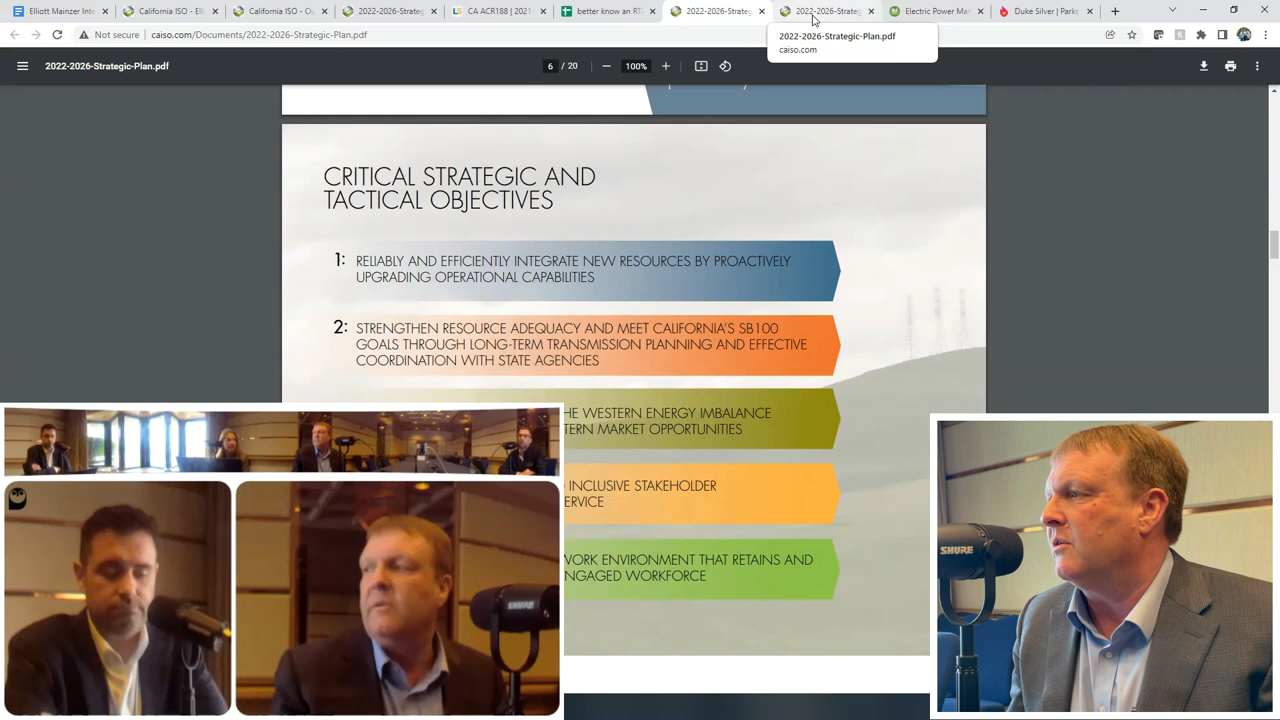 Elliott Mainzer Inte
California ISO - Elli
California ISO - Ou
2022-2026-Strateg
CA ACR188 | 2021
better know an RT
2022-2026-Strateg
2022-2026-Strateg
Electric Power Mar
Duke Silver | Parks
Not secure | caiso.com/Documents/2022-2026-Strategic-Plan.pdf
2022-2026-Strategic-Plan.pdf
caiso.com
2022-2026-Strategic-Plan.pdf
6 / 20
100%
CRITICAL STRATEGIC AND
TACTICAL OBJECTIVES
1: RELIABLY AND EFFICIENTLY INTEGRATE NEW RESOURCES BY PROACTIVELY
UPGRADING OPERATIONAL CAPABILITIES
2: STRENGTHEN RESOURCE ADEQUACY AND MEET CALIFORNIA'S SB100
GOALS THROUGH LONG-TERM TRANSMISSION PLANNING AND EFFECTIVE
COORDINATION WITH STATE AGENCIES
HE WESTERN ENERGY IMBALANCE
TERN MARKET OPPORTUNITIES
INCLUSIVE STAKEHOLDER
ERVICE
WORK ENVIRONMENT THAT RETAINS AND
NGAGED WORKFORCE
SHURE
SHURE